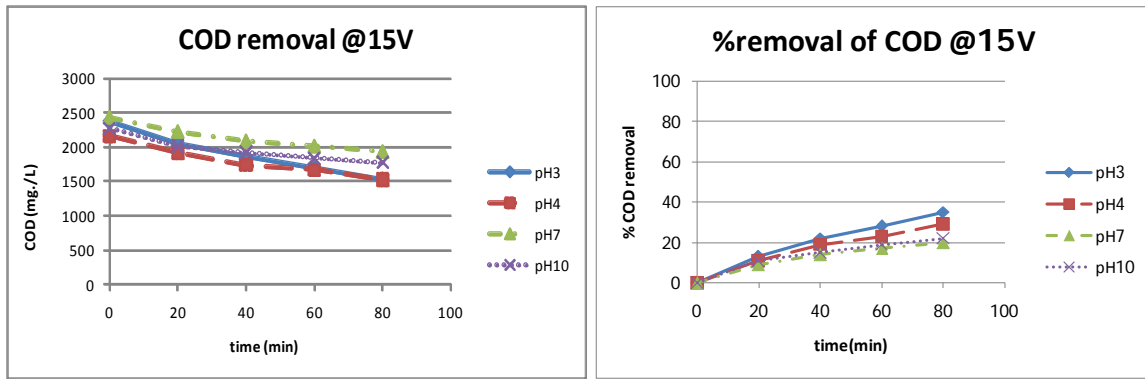 COD removal @15V
COD (mg./L)
3000
2500
2000
1500
1000
500
0
0 20 40 60 80 100
time (min)
pH3
pH4
pH7
pH10
%removal of COD @15V
% COD removal
100
80
60
40
20
0
0 20 40 60 80 100
time(min)
pH3
pH4
pH7
pH10